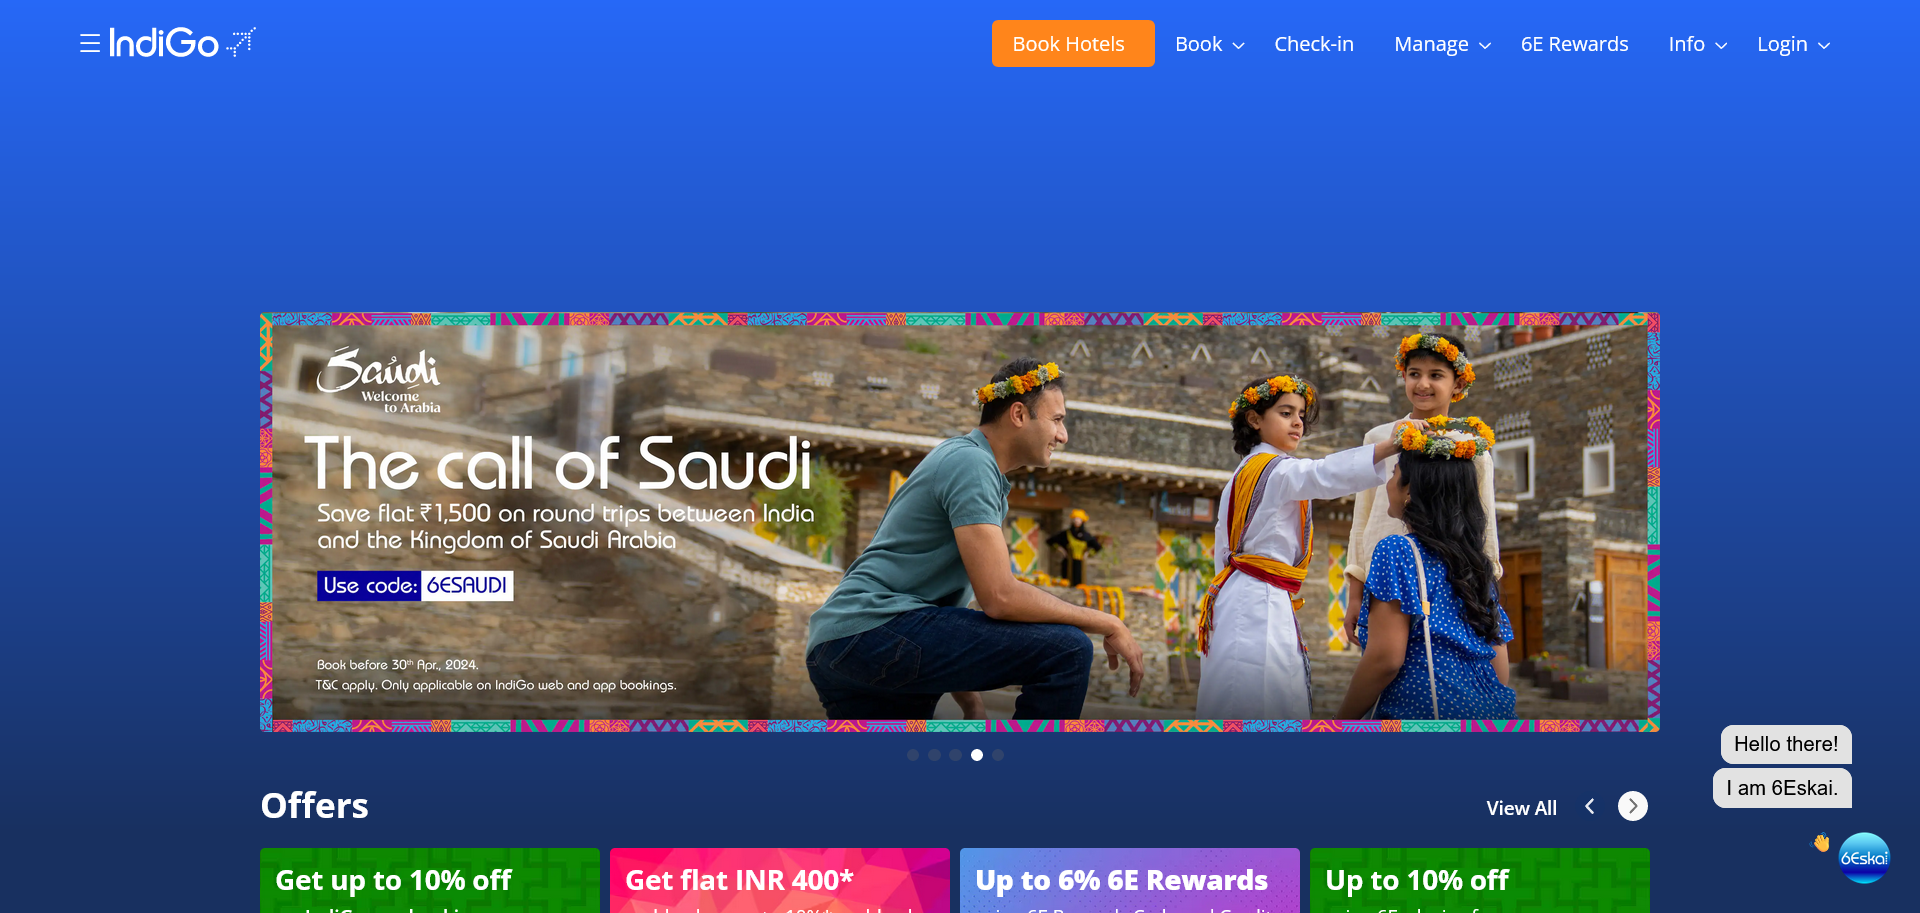 IndiGo
Book Hotels
Book
Check-in
Manage
6E Rewards
Info
Login
Saudi
Welcome
to Arabia
The call of Saudi
Save flat ₹1,500 on round trips between India
and the Kingdom of Saudi Arabia
Use code: 6ESAUDI
Book before 30th Apr., 2024.
T&C apply. Only applicable on IndiGo web and app bookings.
Hello there!
I am 6Eskai.
6Eskai
Offers
View All
Get up to 10% off
Get flat INR 400*
Up to 6% 6E Rewards
Up to 10% off